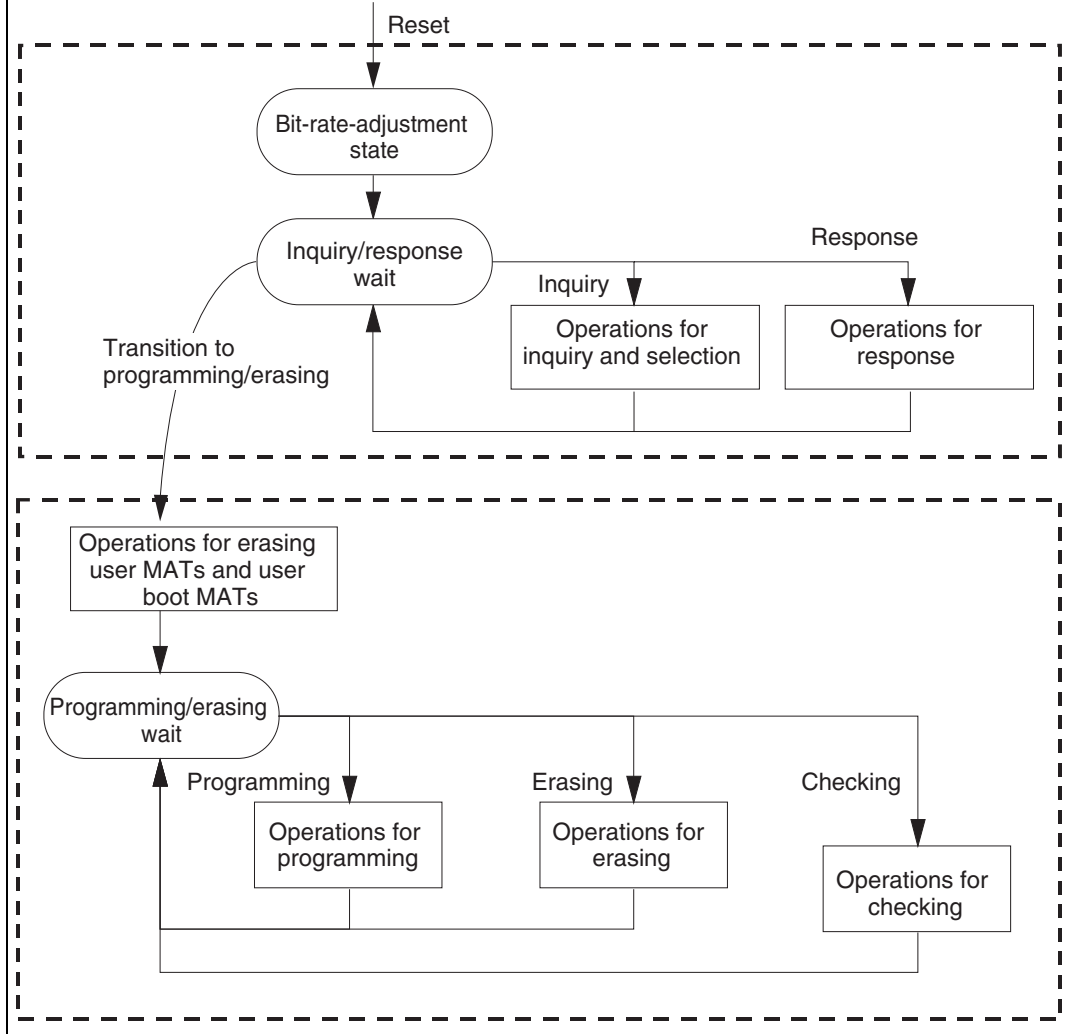 Reset
Bit-rate-adjustment
state
Inquiry/response
wait
Response
Inquiry
Operations for
inquiry and selection
Operations for
response
Transition to
programming/erasing
Operations for erasing
user MATs and user
boot MATs
Programming/erasing
wait
Programming
Erasing
Checking
Operations for
programming
Operations for
erasing
Operations for
checking